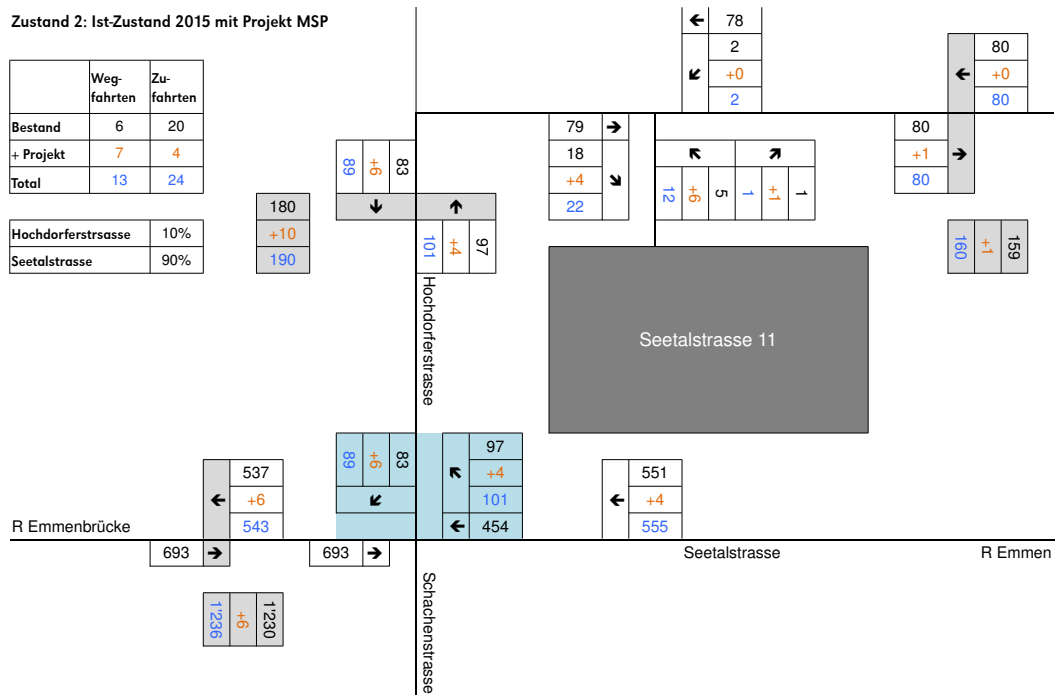 Zustand 2: Ist-Zustand 2015 mit Projekt MSP
Weg-
fahrten
Zu-
fahrten
Bestand 6 20
+ Projekt 7 4
Total 13 24
Hochdorferstrsasse 10%
Seetalstrasse 90%
180
+10
190
89 +6 83
101 +4 97
Hochdorferstrasse
← 78
2
↙ +0
2
79 →
18
+4 ↘
22
↖ ↗
12 +6 5 1 +1 1
80
← +0
80
80
+1 →
80
160 +1 159
Seetalstrasse 11
89 +6 83
↙
97
↖ +4
101
← 454
537
← +6
543
551
← +4
555
R Emmenbrücke
693 →
693 →
Seetalstrasse
R Emmen
1'236 +6 1'230
Schachenstrasse